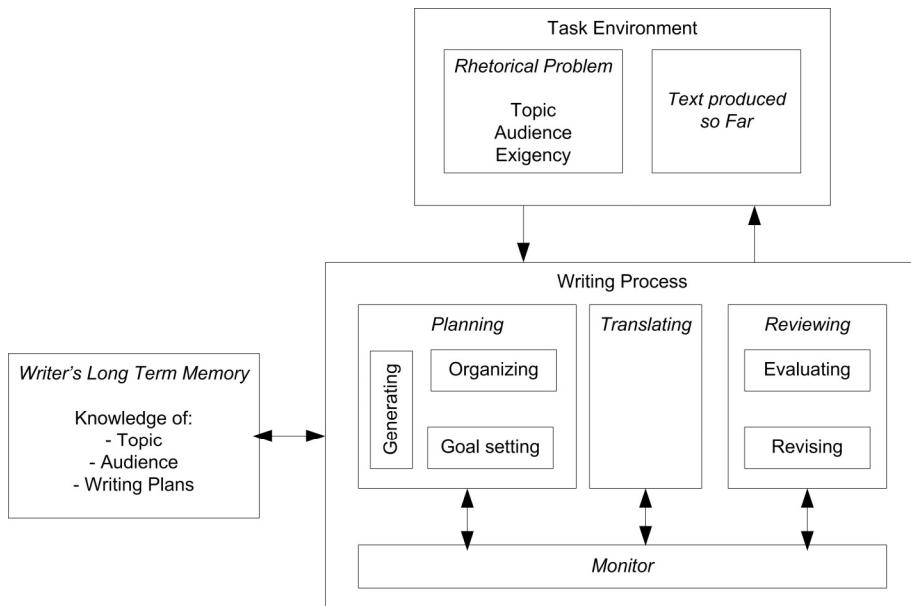 Task Environment
Rhetorical Problem
Topic
Audience
Exigency
Text produced
so Far
Writing Process
Planning
Generating
Organizing
Goal setting
Translating
Reviewing
Evaluating
Revising
Monitor
Writer's Long Term Memory
Knowledge of:
- Topic
- Audience
- Writing Plans